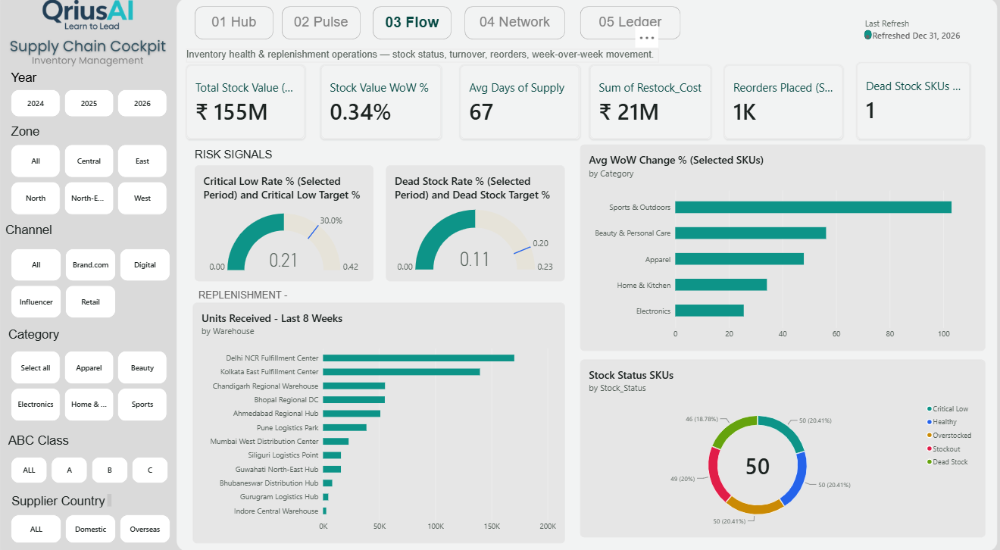 QriusAI
Learn to Lead
Supply Chain Cockpit
Inventory Management
Year
2024
2025
2026
Zone
All
Central
East
North
North-E...
West
Channel
All
Brand.com
Digital
Influencer
Retail
Category
Select all
Apparel
Beauty
Electronics
Home & ...
Sports
ABC Class
ALL
A
B
C
Supplier Country
ALL
Domestic
Overseas
01 Hub
02 Pulse
03 Flow
04 Network
05 Ledger
...
Last Refresh
Refreshed Dec 31, 2026
Inventory health & replenishment operations — stock status, turnover, reorders, week-over-week movement.
Total Stock Value (...
₹ 155M
Stock Value WoW %
0.34%
Avg Days of Supply
67
Sum of Restock_Cost
₹ 21M
Reorders Placed (S...
1K
Dead Stock SKUs ...
1
RISK SIGNALS
Critical Low Rate % (Selected
Period) and Critical Low Target %
30.0%
0.21
0.00
0.42
Dead Stock Rate % (Selected
Period) and Dead Stock Target %
0.20
0.11
0.00
0.23
REPLENISHMENT -
Units Received - Last 8 Weeks
by Warehouse
Delhi NCR Fulfillment Center
Kolkata East Fulfillment Center
Chandigarh Regional Warehouse
Bhopal Regional DC
Ahmedabad Regional Hub
Pune Logistics Park
Mumbai West Distribution Center
Siliguri Logistics Point
Guwahati North-East Hub
Bhubaneswar Distribution Hub
Gurugram Logistics Hub
Indore Central Warehouse
0K
50K
100K
150K
200K
Avg WoW Change % (Selected SKUs)
by Category
Sports & Outdoors
Beauty & Personal Care
Apparel
Home & Kitchen
Electronics
0
20
40
60
80
100
Stock Status SKUs
by Stock_Status
46 (18.78%)
50 (20.41%)
50 (20.41%)
50 (20.41%)
49 (20%)
50
Critical Low
Healthy
Overstocked
Stockout
Dead Stock